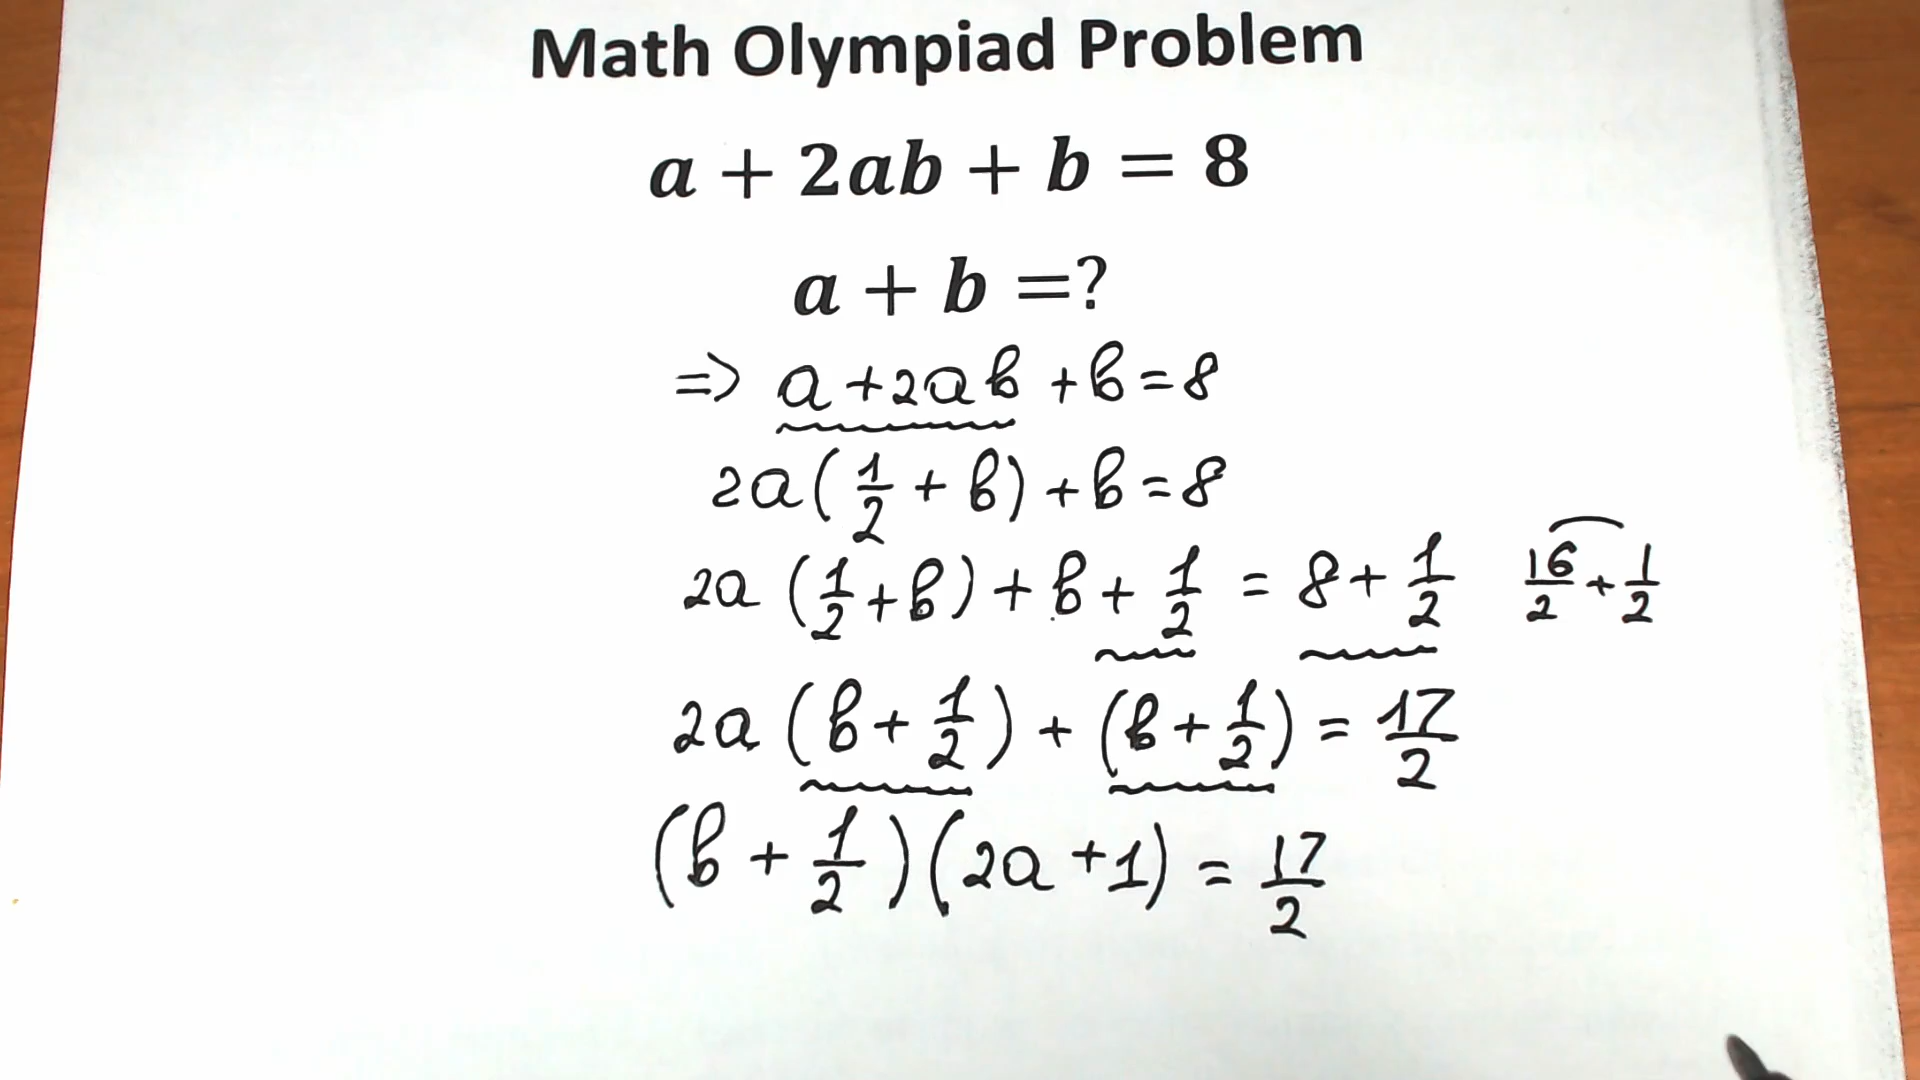 Math Olympiad Problem
a + 2ab + b = 8
a + b =?
=> a + 2ab + b = 8
2a(1/2 + b) + b = 8
2a (1/2 + b) + b + 1/2 = 8 + 1/2 16/2 + 1/2
2a (b + 1/2) + (b + 1/2) = 17/2
(b + 1/2)(2a + 1) = 17/2